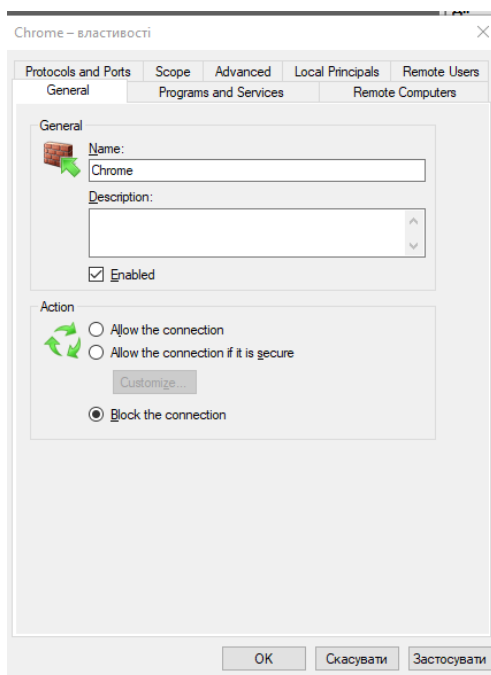 Chrome – властивості
Protocols and Ports Scope Advanced Local Principals Remote Users
General Programs and Services Remote Computers
General
Name:
Chrome
Description:
Enabled
Action
Allow the connection
Allow the connection if it is secure
Customize...
Block the connection
OK Скасувати Застосувати